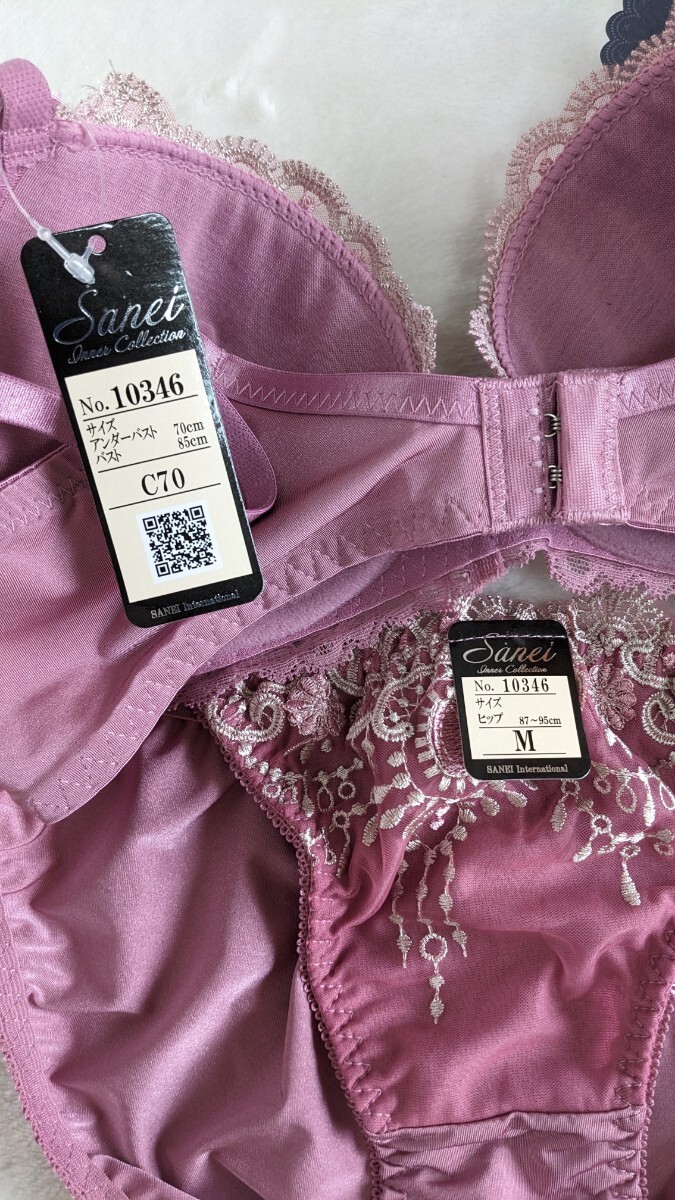 Sanei
Inner Collection
No. 10346
サイズ
アンダーバスト 70cm
バスト 85cm
C70
SANEI International
Sanei
Inner Collection
No. 10346
サイズ
ヒップ 87～95cm
M
SANEI International